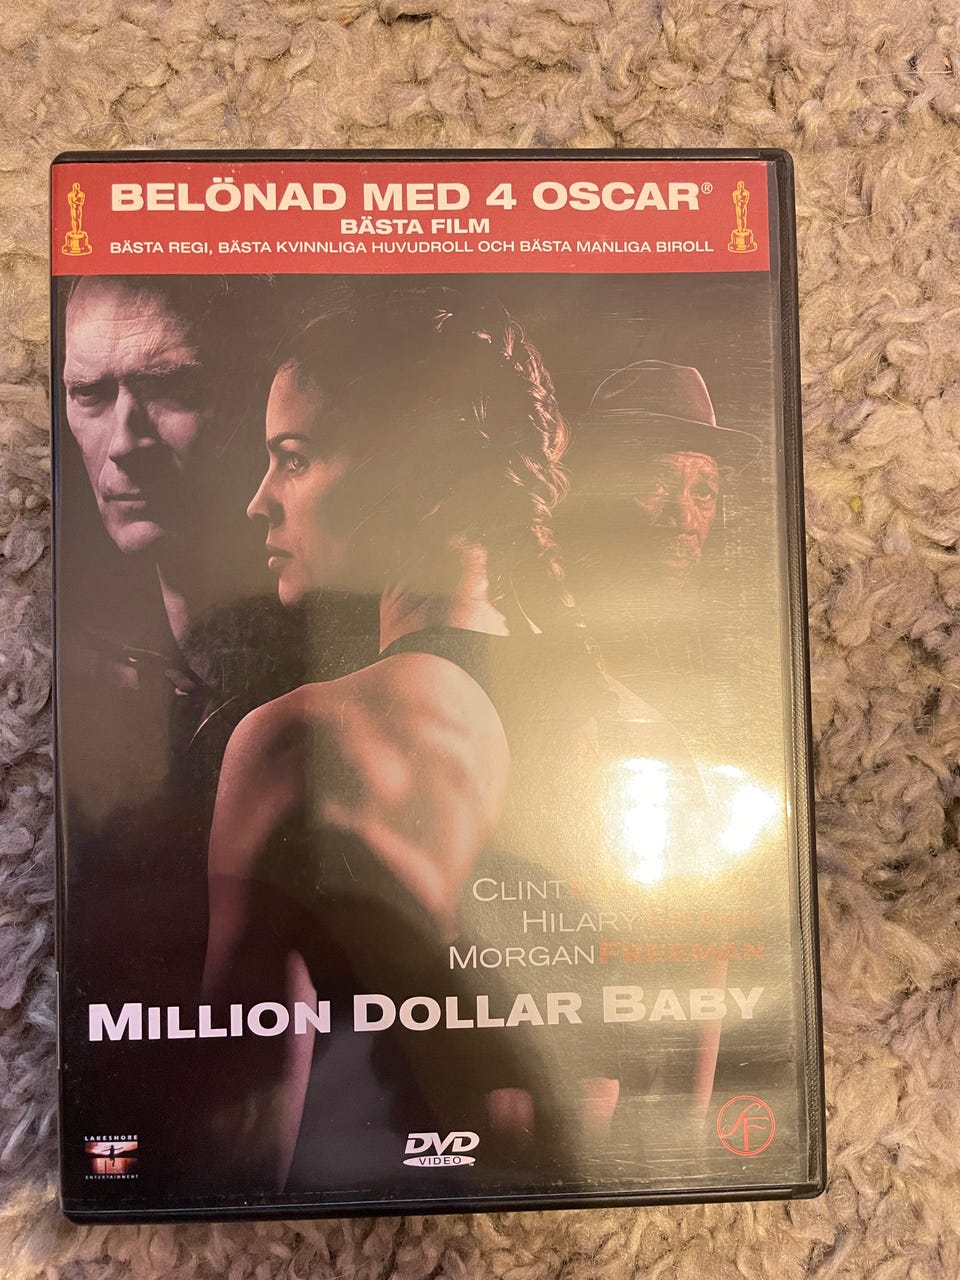 BELÖNAD MED 4 OSCAR®
BÄSTA FILM
BÄSTA REGI, BÄSTA KVINNLIGA HUVUDROLL OCH BÄSTA MANLIGA BIROLL
CLINT
HILARY
MORGAN FREEMAN
MILLION DOLLAR BABY
LAKESHORE
ENTERTAINMENT
DVD
VIDEO
SF